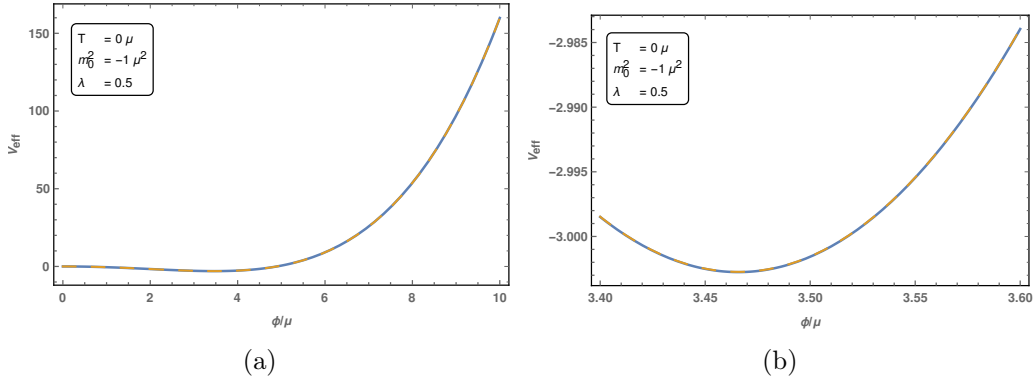 T = 0 μ
m₀² = −1 μ²
λ = 0.5
V_eff
150
100
50
0
0 2 4 6 8 10
ϕ/μ
(a)
T = 0 μ
m₀² = −1 μ²
λ = 0.5
V_eff
−2.985
−2.990
−2.995
−3.000
3.40 3.45 3.50 3.55 3.60
ϕ/μ
(b)